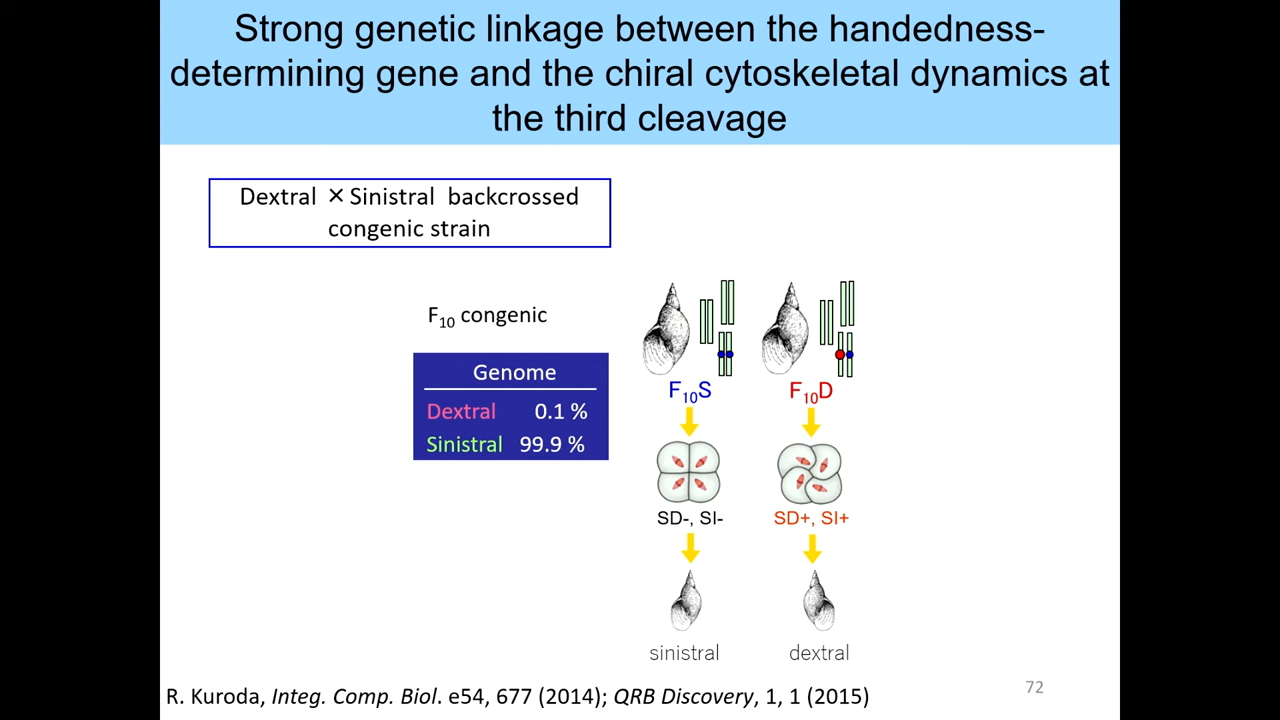 Strong genetic linkage between the handedness-
determining gene and the chiral cytoskeletal dynamics at
the third cleavage
Dextral × Sinistral backcrossed
congenic strain
F10 congenic
Genome
Dextral 0.1 %
Sinistral 99.9 %
F10S F10D
SD-, SI- SD+, SI+
sinistral dextral
R. Kuroda, Integ. Comp. Biol. e54, 677 (2014); QRB Discovery, 1, 1 (2015)
72